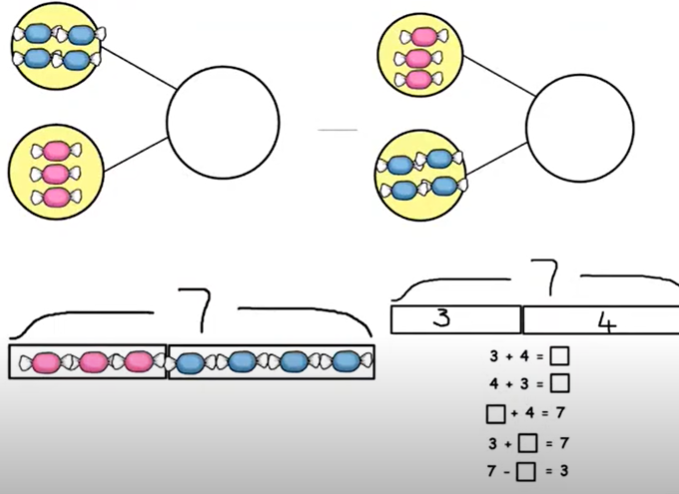 7
7
3 4
3 + 4 = □
4 + 3 = □
□ + 4 = 7
3 + □ = 7
7 - □ = 3